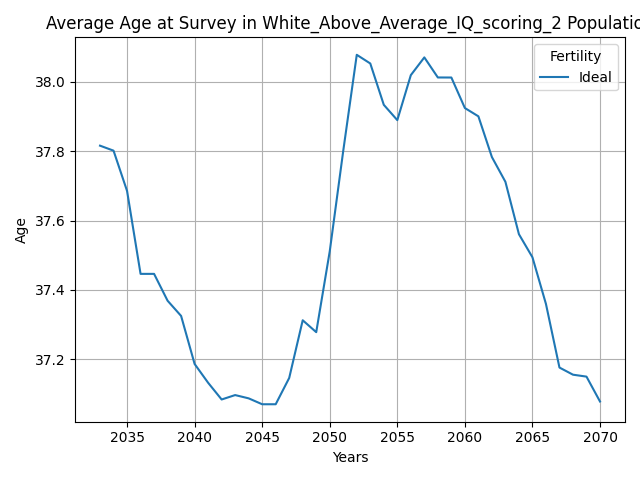 Average Age at Survey in White_Above_Average_IQ_scoring_2 Populatio
Fertility
Ideal
38.0
37.8
37.6
37.4
37.2
Age
2035 2040 2045 2050 2055 2060 2065 2070
Years